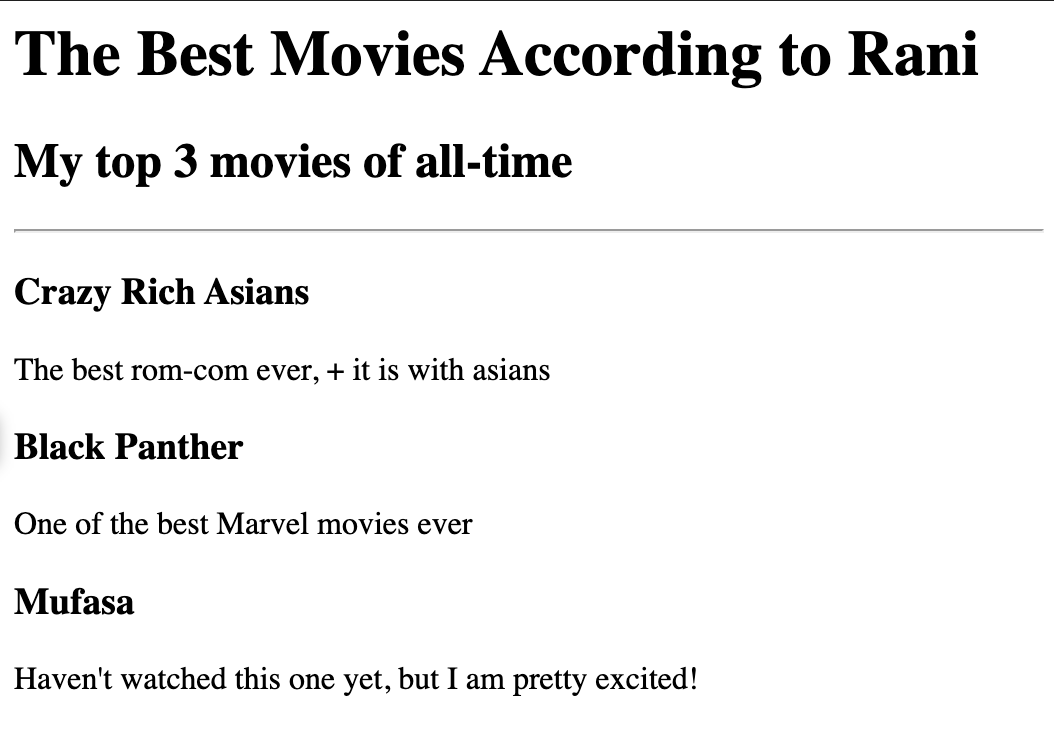 The Best Movies According to Rani
My top 3 movies of all-time
Crazy Rich Asians
The best rom-com ever, + it is with asians
Black Panther
One of the best Marvel movies ever
Mufasa
Haven't watched this one yet, but I am pretty excited!